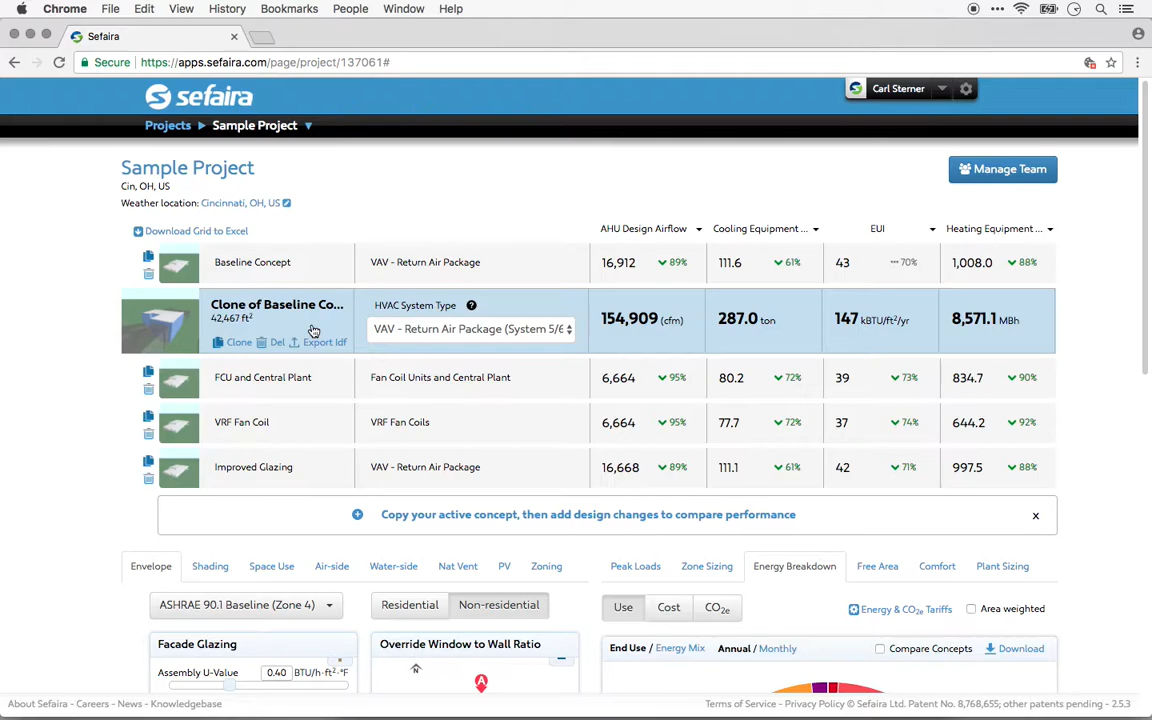 Chrome File Edit View History Bookmarks People Window Help
Sefaira
Secure https://apps.sefaira.com/page/project/137061#
sefaira
Carl Sterner
Projects Sample Project
Sample Project
Manage Team
Cin, OH, US
Weather location: Cincinnati, OH, US
Download Grid to Excel
AHU Design Airflow Cooling Equipment ... EUI Heating Equipment ...
Baseline Concept VAV - Return Air Package 16,912 89% 111.6 61% 43 70% 1,008.0 88%
Clone of Baseline Co... HVAC System Type ?
42,467 ft² VAV - Return Air Package (System 5/6 154,909 (cfm) 287.0 ton 147 kBTU/ft²/yr 8,571.1 MBh
Clone Del Export Idf
FCU and Central Plant Fan Coil Units and Central Plant 6,664 95% 80.2 72% 39 73% 834.7 90%
VRF Fan Coil VRF Fan Coils 6,664 95% 77.7 72% 37 74% 644.2 92%
Improved Glazing VAV - Return Air Package 16,668 89% 111.1 61% 42 71% 997.5 88%
Copy your active concept, then add design changes to compare performance x
Envelope Shading Space Use Air-side Water-side Nat Vent PV Zoning Peak Loads Zone Sizing Energy Breakdown Free Area Comfort Plant Sizing
ASHRAE 90.1 Baseline (Zone 4) Residential Non-residential Use Cost CO₂e Energy & CO₂e Tariffs Area weighted
Facade Glazing Override Window to Wall Ratio End Use / Energy Mix Annual / Monthly Compare Concepts Download
Assembly U-Value 0.40 BTU/h·ft²·°F
N
A
About Sefaira - Careers - News - Knowledgebase Terms of Service - Privacy Policy © Sefaira Ltd. Patent No. 8,768,655; other patents pending - 2.5.3